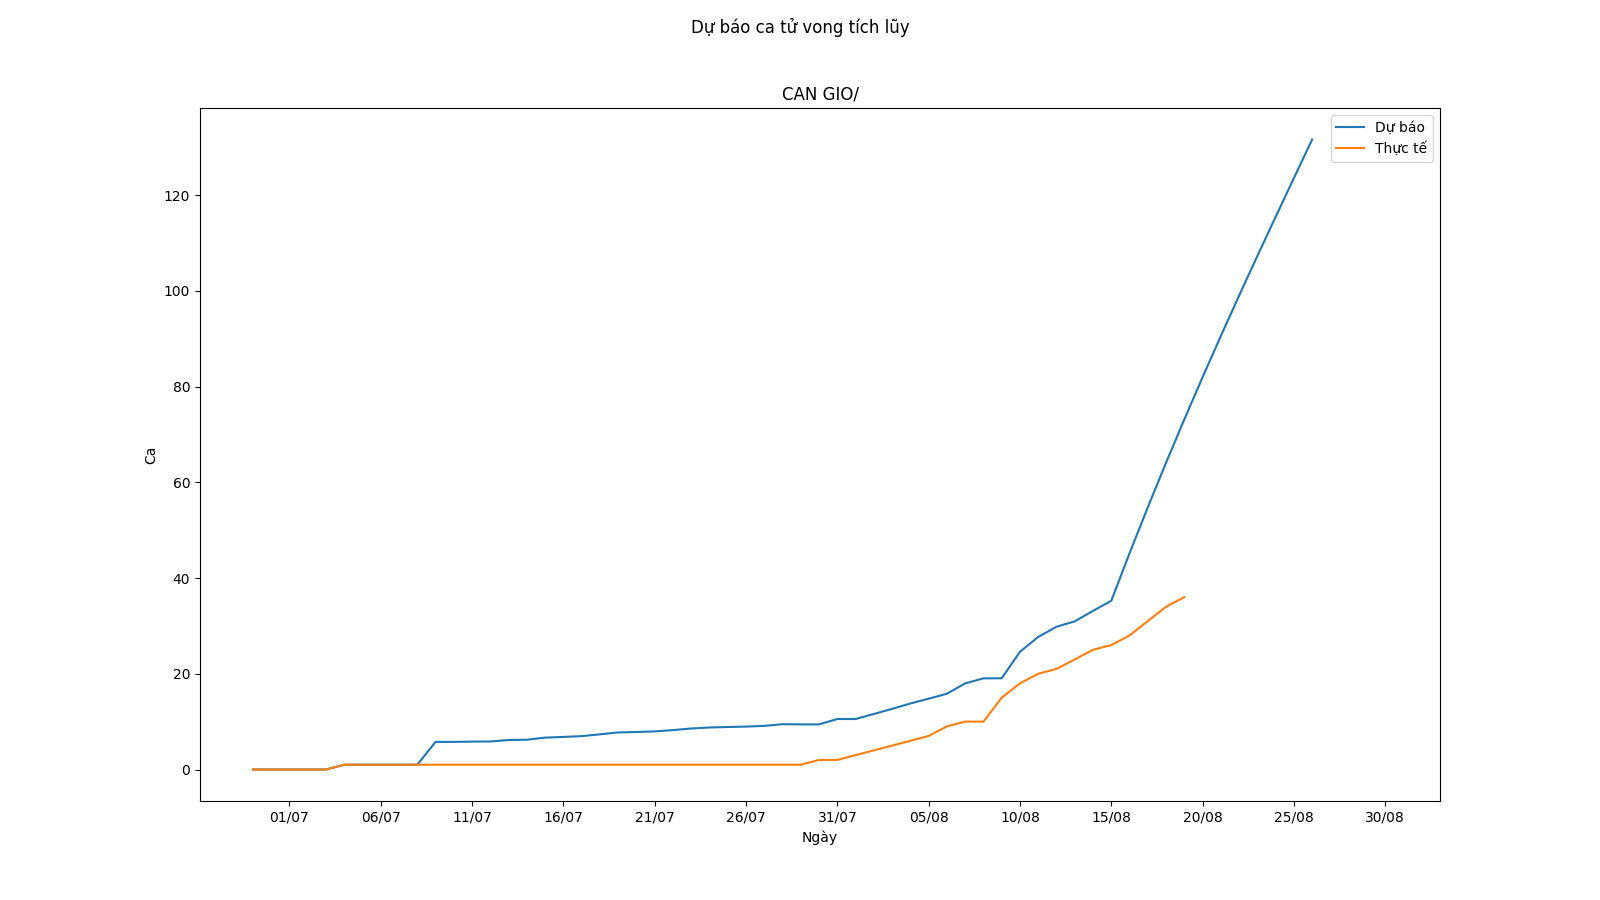 Dự báo ca tử vong tích lũy
CAN GIO/
Dự báo
Thực tế
120
100
80
60
40
20
0
Ca
01/07 06/07 11/07 16/07 21/07 26/07 31/07 05/08 10/08 15/08 20/08 25/08 30/08
Ngày